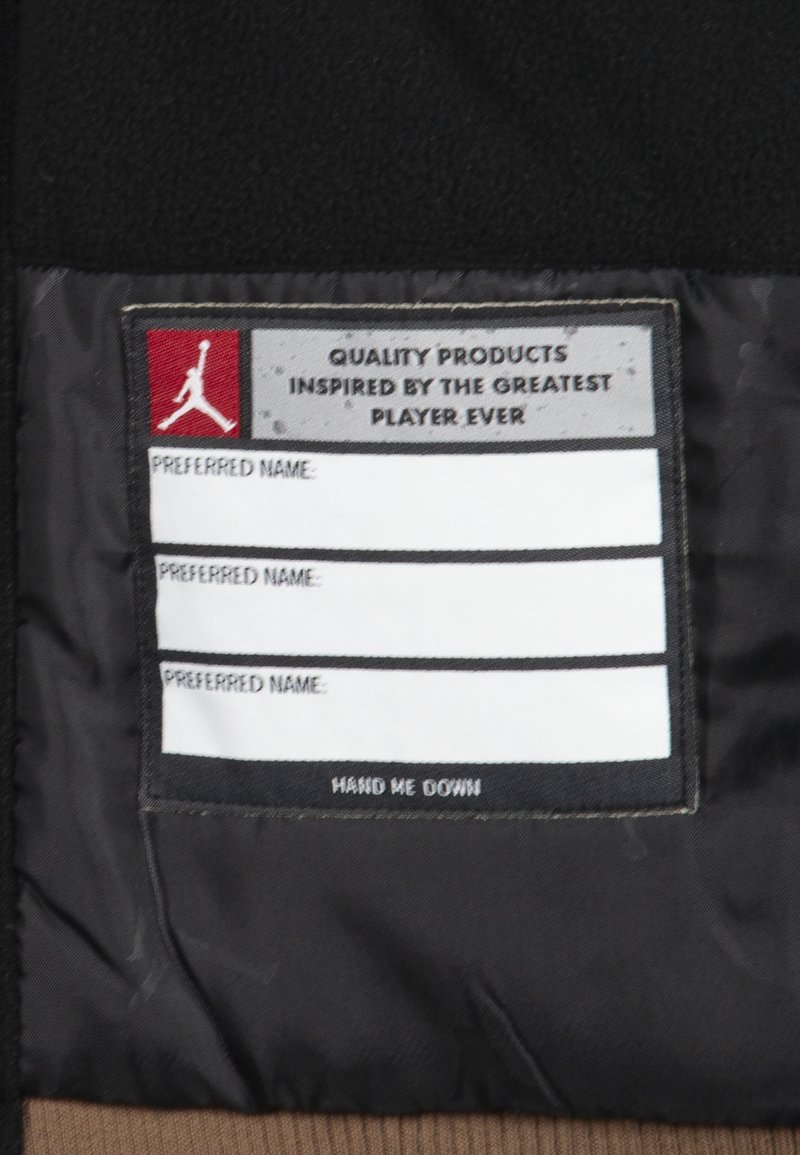 QUALITY PRODUCTS
INSPIRED BY THE GREATEST
PLAYER EVER
PREFERRED NAME:
PREFERRED NAME:
PREFERRED NAME:
HAND ME DOWN